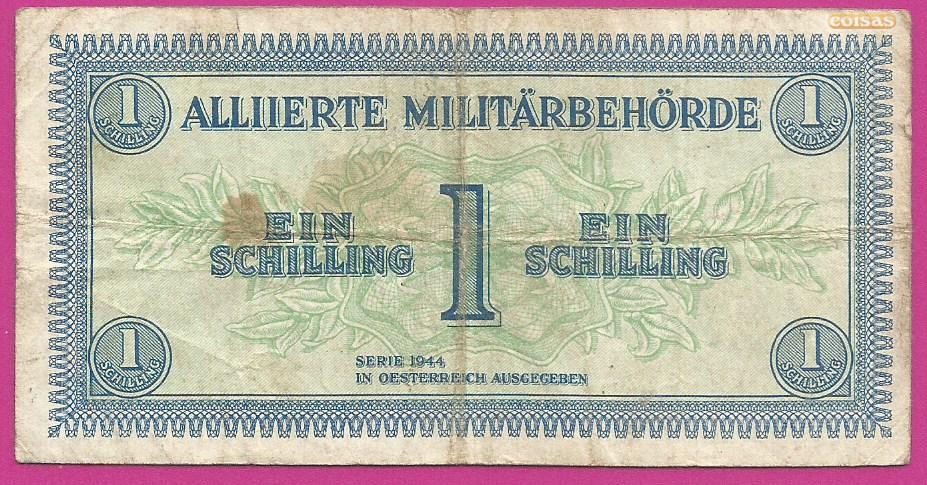 coisas
1 ALLIIERTE MILITÄRBEHÖRDE 1
SCHILLING SCHILLING
EIN 1 EIN
SCHILLING SCHILLING
1 1
SCHILLING SCHILLING
SERIE 1944
IN OESTERREICH AUSGEGEBEN